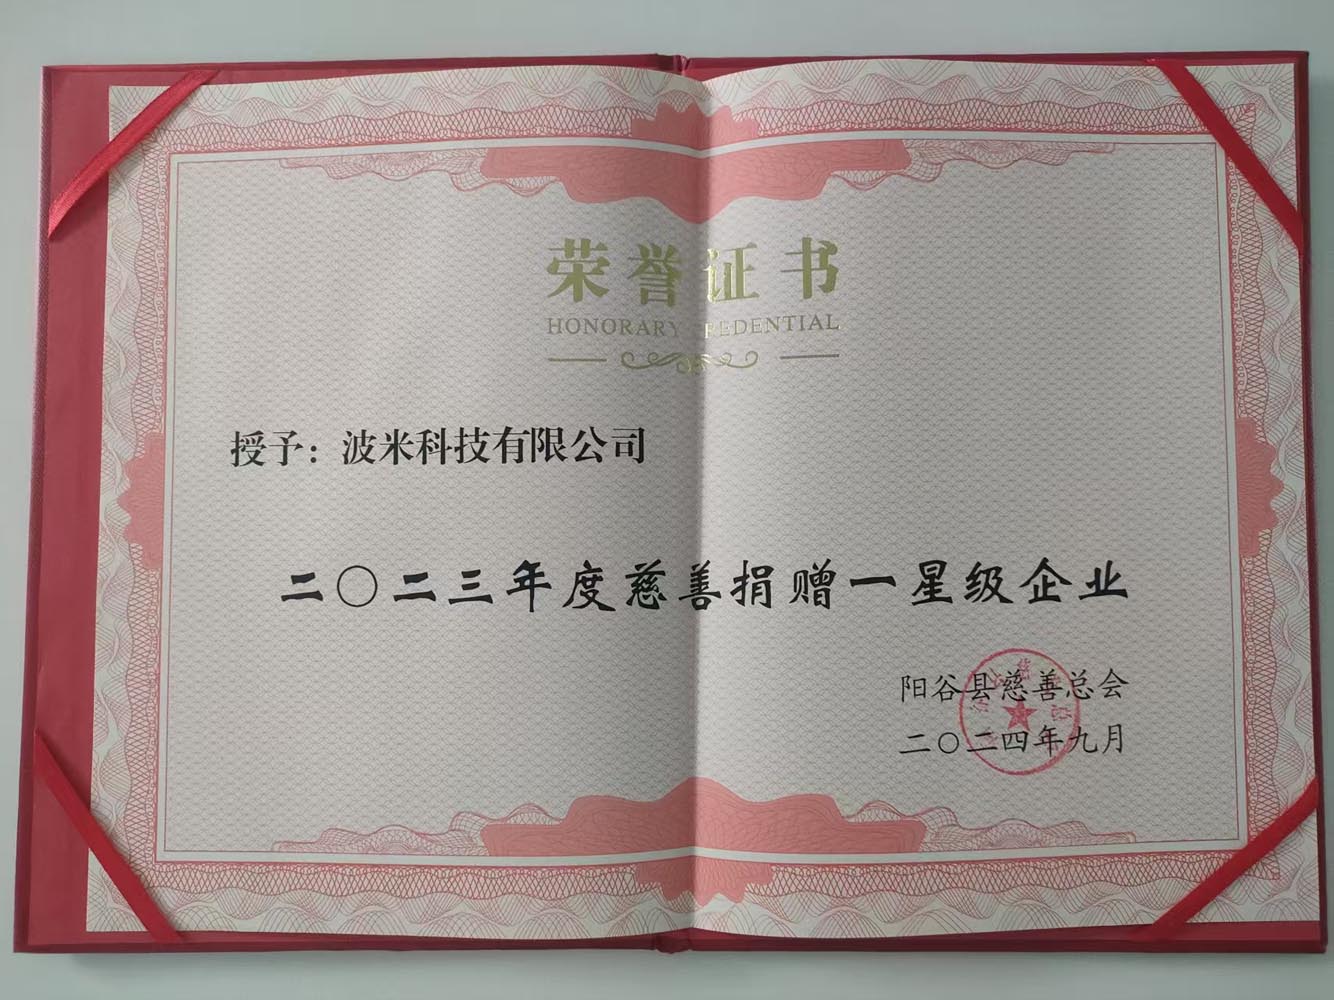 荣誉证书
HONORARY CREDENTIAL
授予：波米科技有限公司
二〇二三年度慈善捐赠一星级企业
阳谷县慈善总会
二〇二四年九月